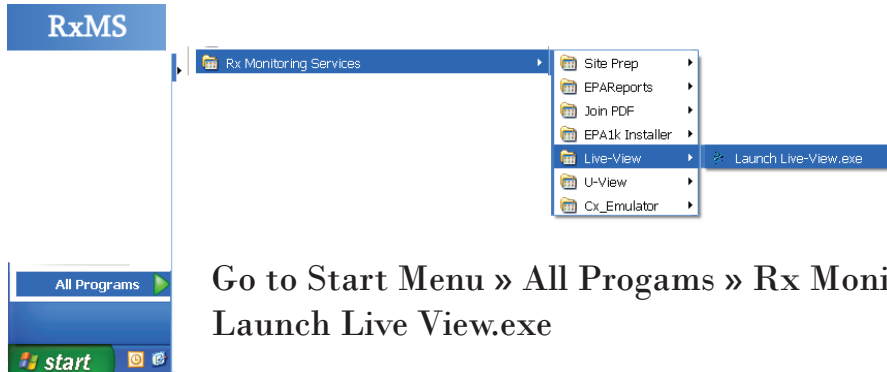 RxMS
Rx Monitoring Services
Site Prep
EPAReports
Join PDF
EPA1k Installer
Live-View
Launch Live-View.exe
U-View
Cx_Emulator
All Programs
Go to Start Menu » All Progams » Rx Moni
Launch Live View.exe
start